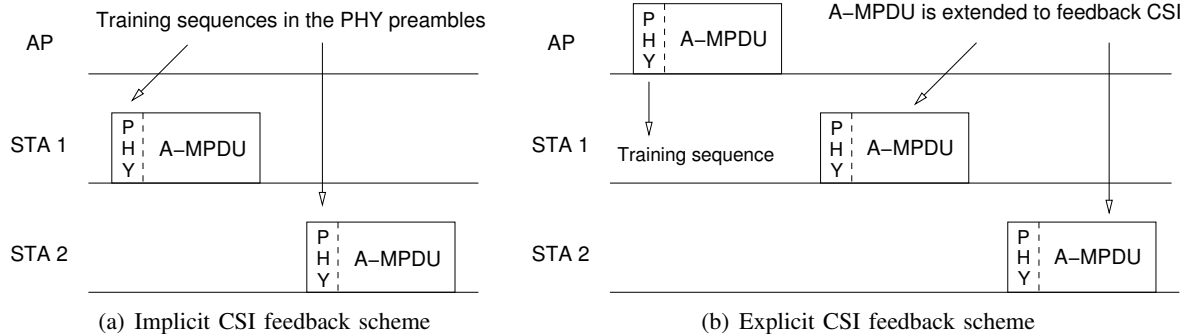 Training sequences in the PHY preambles
AP
STA 1
P
H
Y
A−MPDU
STA 2
P
H
Y
A−MPDU
(a) Implicit CSI feedback scheme
A−MPDU is extended to feedback CSI
AP
P
H
Y
A−MPDU
STA 1
Training sequence
P
H
Y
A−MPDU
STA 2
P
H
Y
A−MPDU
(b) Explicit CSI feedback scheme